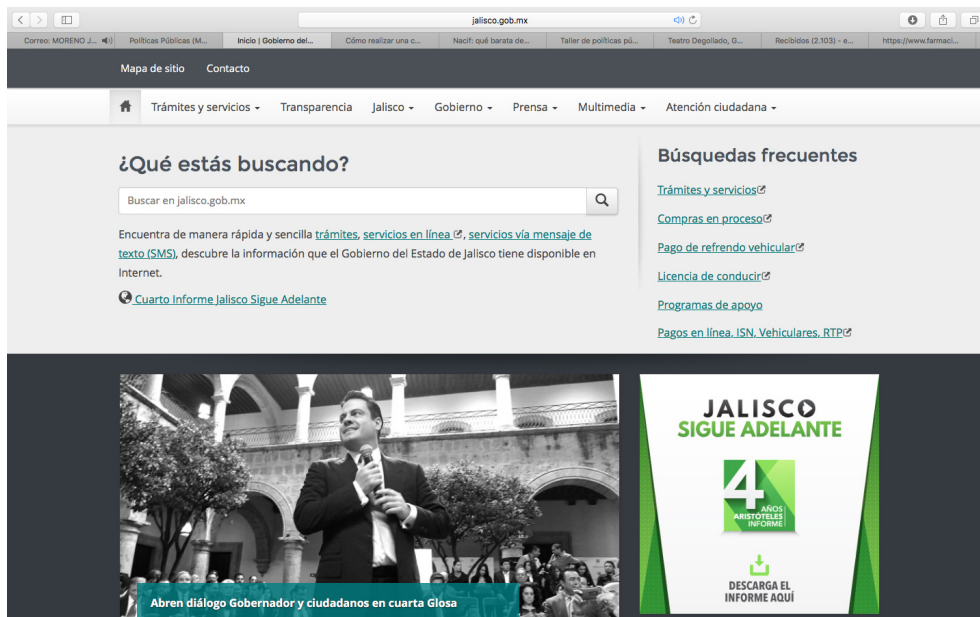 jalisco.gob.mx
Correo: MORENO J...
Políticas Públicas (M...
Inicio | Gobierno del...
Cómo realizar una c...
Nacif: qué barata de...
Taller de políticas pú...
Teatro Degollado, G...
Recibidos (2.103) - e...
https://www.farmaci...
Mapa de sitio Contacto
Trámites y servicios Transparencia Jalisco Gobierno Prensa Multimedia Atención ciudadana
¿Qué estás buscando?
Buscar en jalisco.gob.mx
Encuentra de manera rápida y sencilla trámites, servicios en línea, servicios vía mensaje de
texto (SMS), descubre la información que el Gobierno del Estado de Jalisco tiene disponible en
Internet.
Cuarto Informe Jalisco Sigue Adelante
Búsquedas frecuentes
Trámites y servicios
Compras en proceso
Pago de refrendo vehicular
Licencia de conducir
Programas de apoyo
Pagos en línea, ISN, Vehiculares, RTP
Abren diálogo Gobernador y ciudadanos en cuarta Glosa
JALISCO
SIGUE ADELANTE
4
AÑOS
ARISTÓTELES
INFORME
DESCARGA EL
INFORME AQUÍ